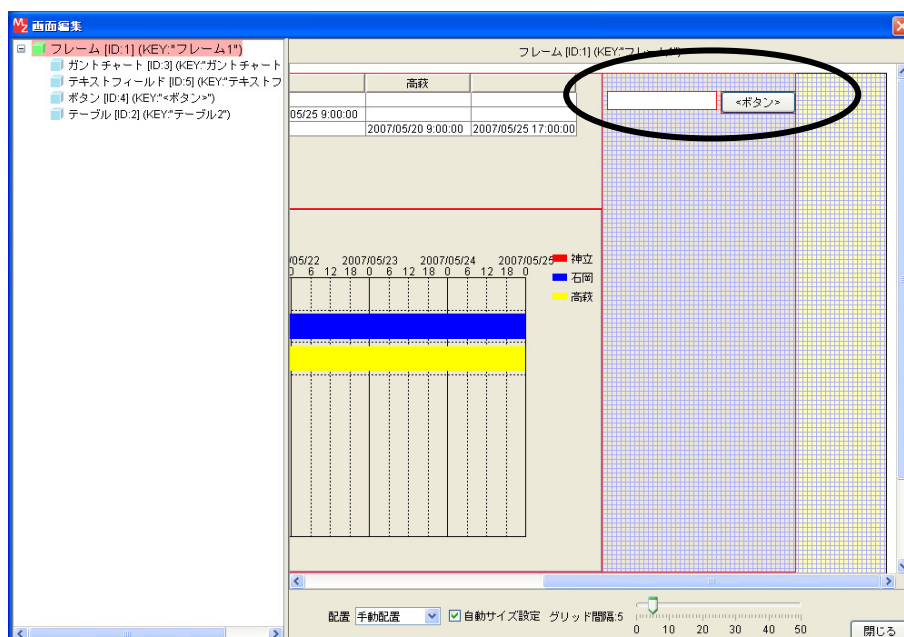 画面編集
フレーム [ID:1] (KEY:"フレーム1")
ガントチャート [ID:3] (KEY:"ガントチャート
テキストフィールド [ID:5] (KEY:"テキストフ
ボタン [ID:4] (KEY:"<ボタン>")
テーブル [ID:2] (KEY:"テーブル2")
フレーム [ID:1] (KEY:"フレーム1")
高萩
05/25 9:00:00
2007/05/20 9:00:00 2007/05/25 17:00:00
<ボタン>
/05/22 2007/05/23 2007/05/24 2007/05/25
0 6 12 18 0 6 12 18 0 6 12 18 0
神立
石岡
高萩
配置 手動配置 自動サイズ設定 グリッド間隔:5
0 10 20 30 40 50
閉じる